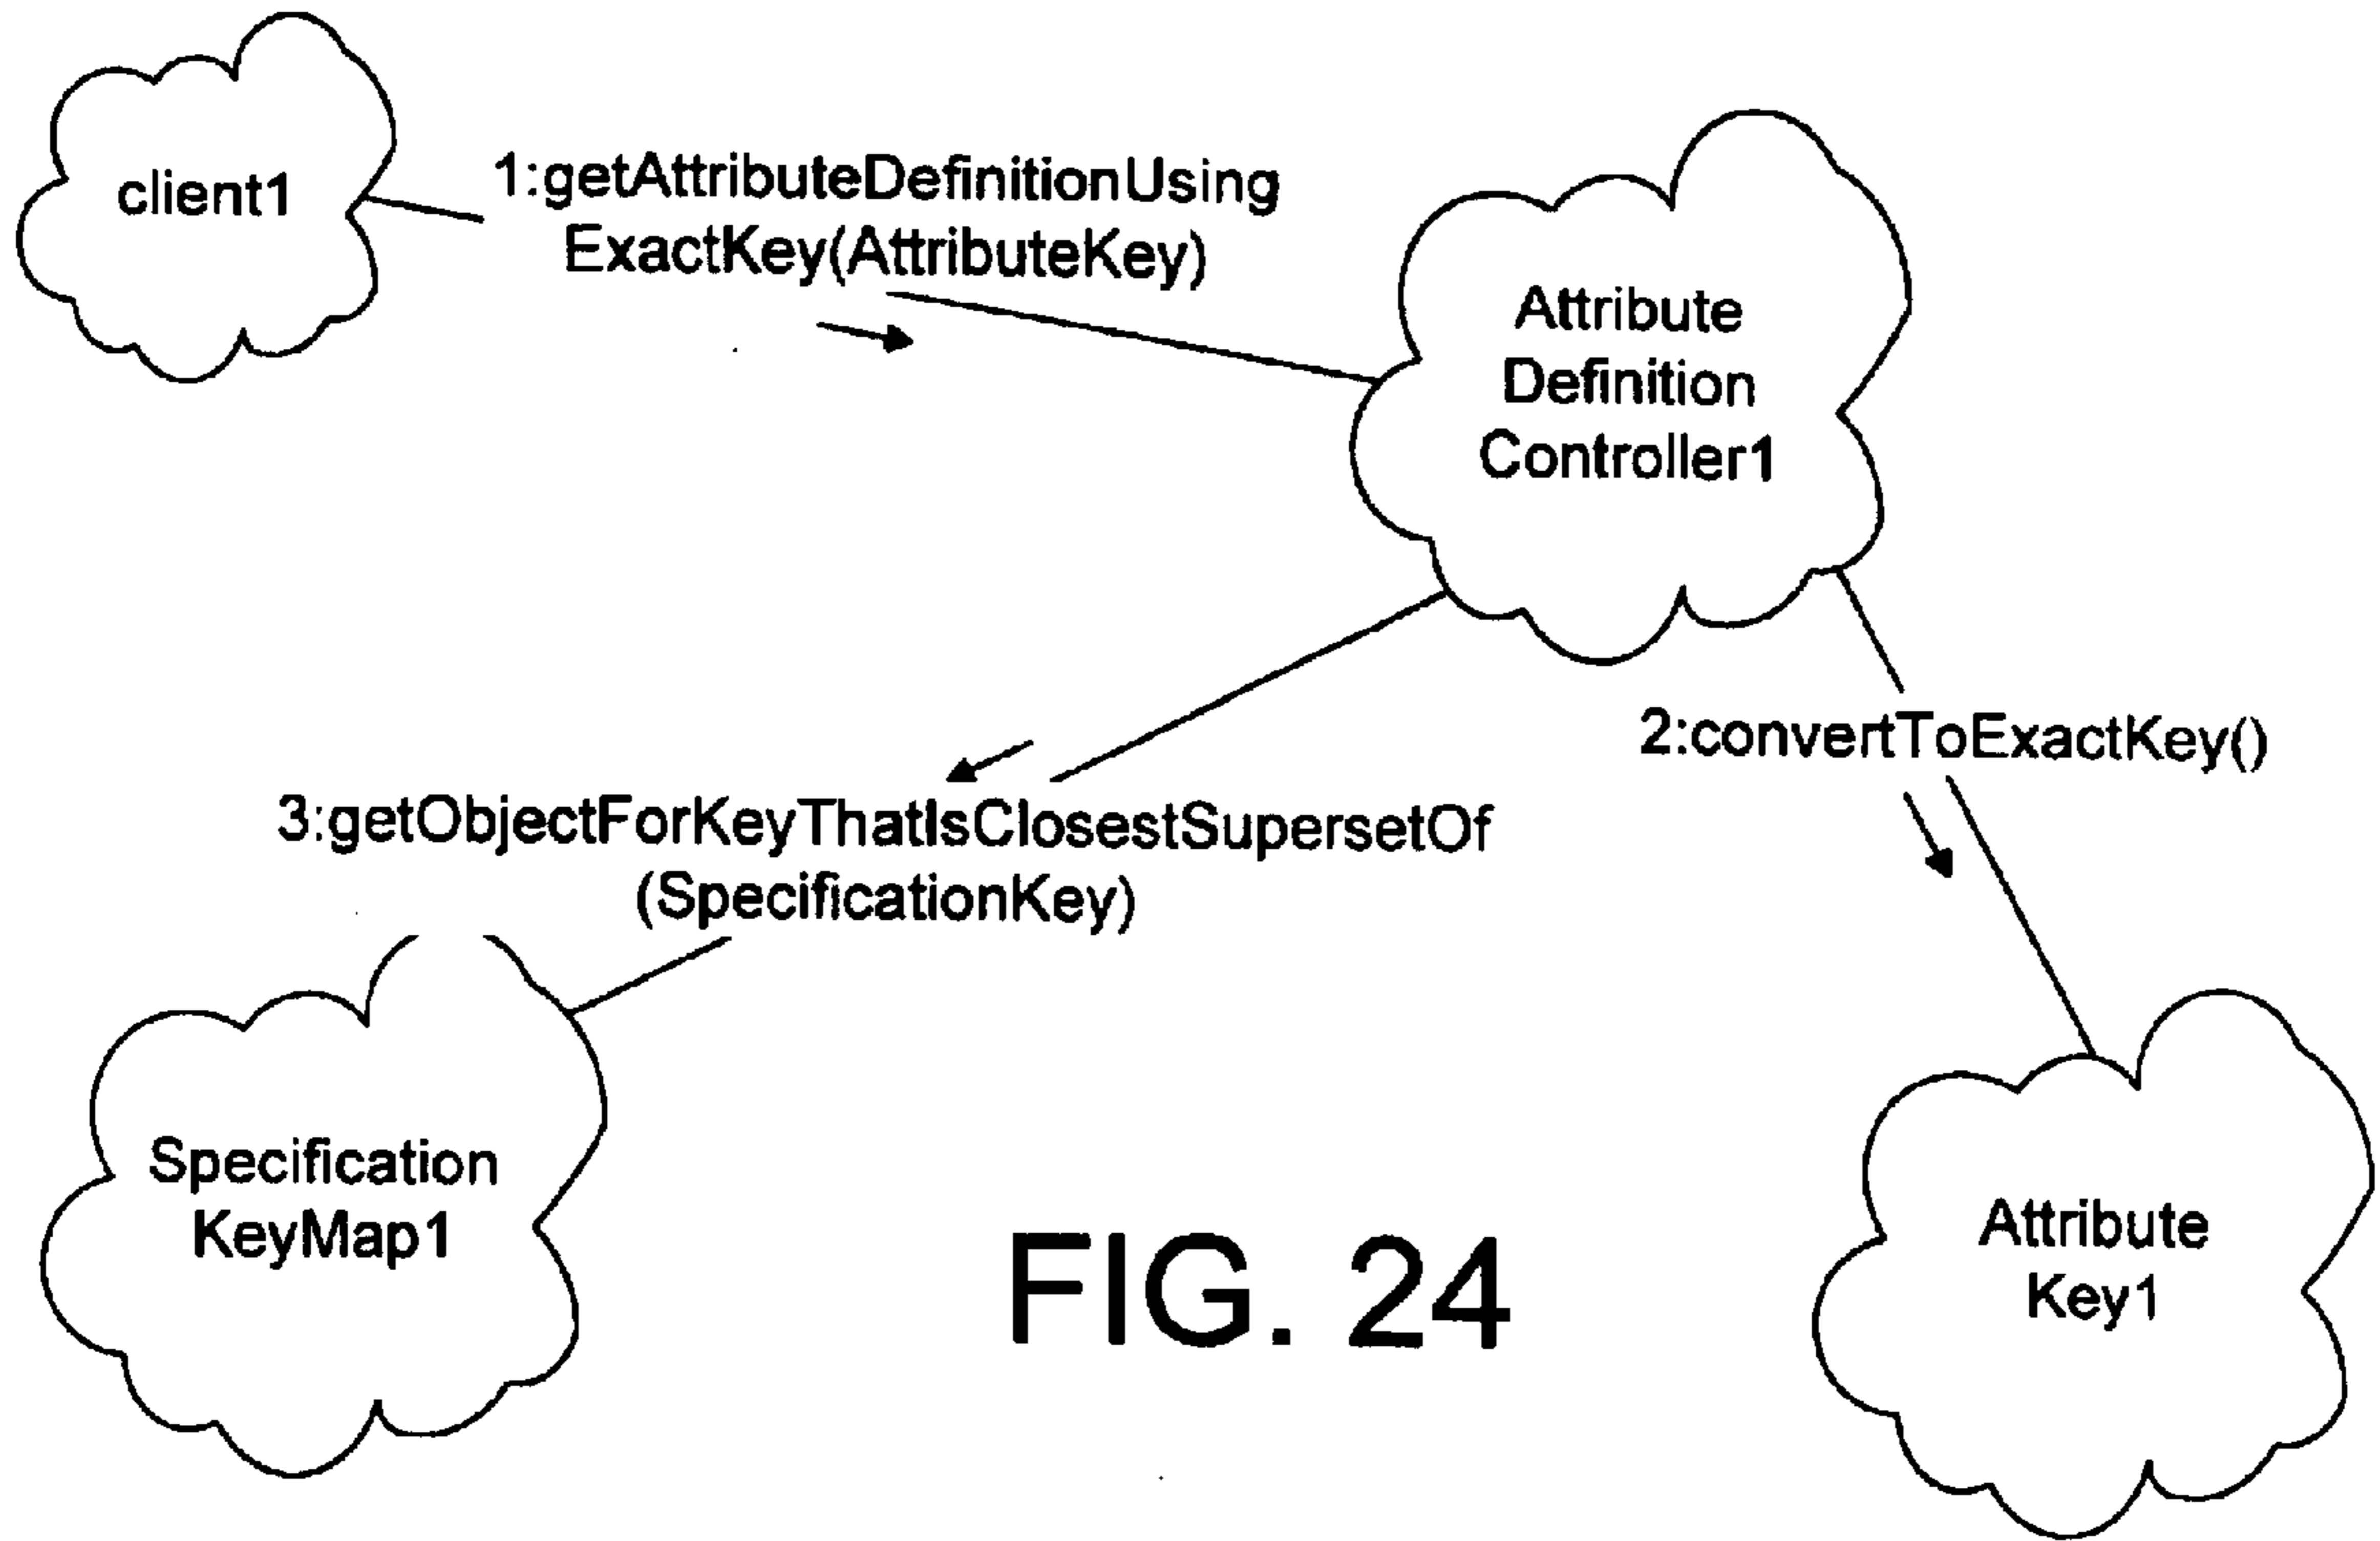 client1
1:getAttributeDefinitionUsing
ExactKey(AttributeKey)
Attribute
Definition
Controller1
2:convertToExactKey()
3:getObjectForKeyThatIsClosestSupersetOf
(SpecificationKey)
Specification
KeyMap1
Attribute
Key1
FIG. 24